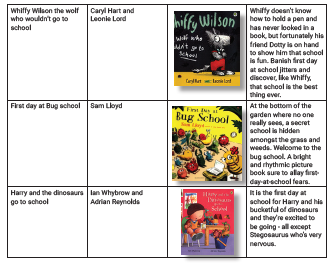 Whiffy Wilson the wolf
who wouldn't go to
school
Caryl Hart and
Leonie Lord
Whiffy Wilson
The
Wolf who
wouldn't go to
SCHOOL
Caryl Hart Leonie Lord
Whiffy doesn't know
how to hold a pen and
has never looked in a
book, but fortunately his
friend Dotty is on hand
to show him that school
is fun. Banish first day
at school jitters and
discover, like Whiffy,
that school is the best
thing ever.
First day at Bug school
Sam Lloyd
First Day at
Bug School
Sam Lloyd
At the bottom of the
garden where no one
really sees, a secret
school is hidden
amongst the grass and
weeds. Welcome to the
bug school. A bright
and rhythmic picture
book sure to allay first-
day-at-school fears.
Harry and the dinosaurs
go to school
Ian Whybrow and
Adrian Reynolds
Harry and the
Dinosaurs
go to
School
It is the first day at
school for Harry and his
bucketful of dinosaurs
and they're excited to
be going - all except
Stegosaurus who's very
nervous.